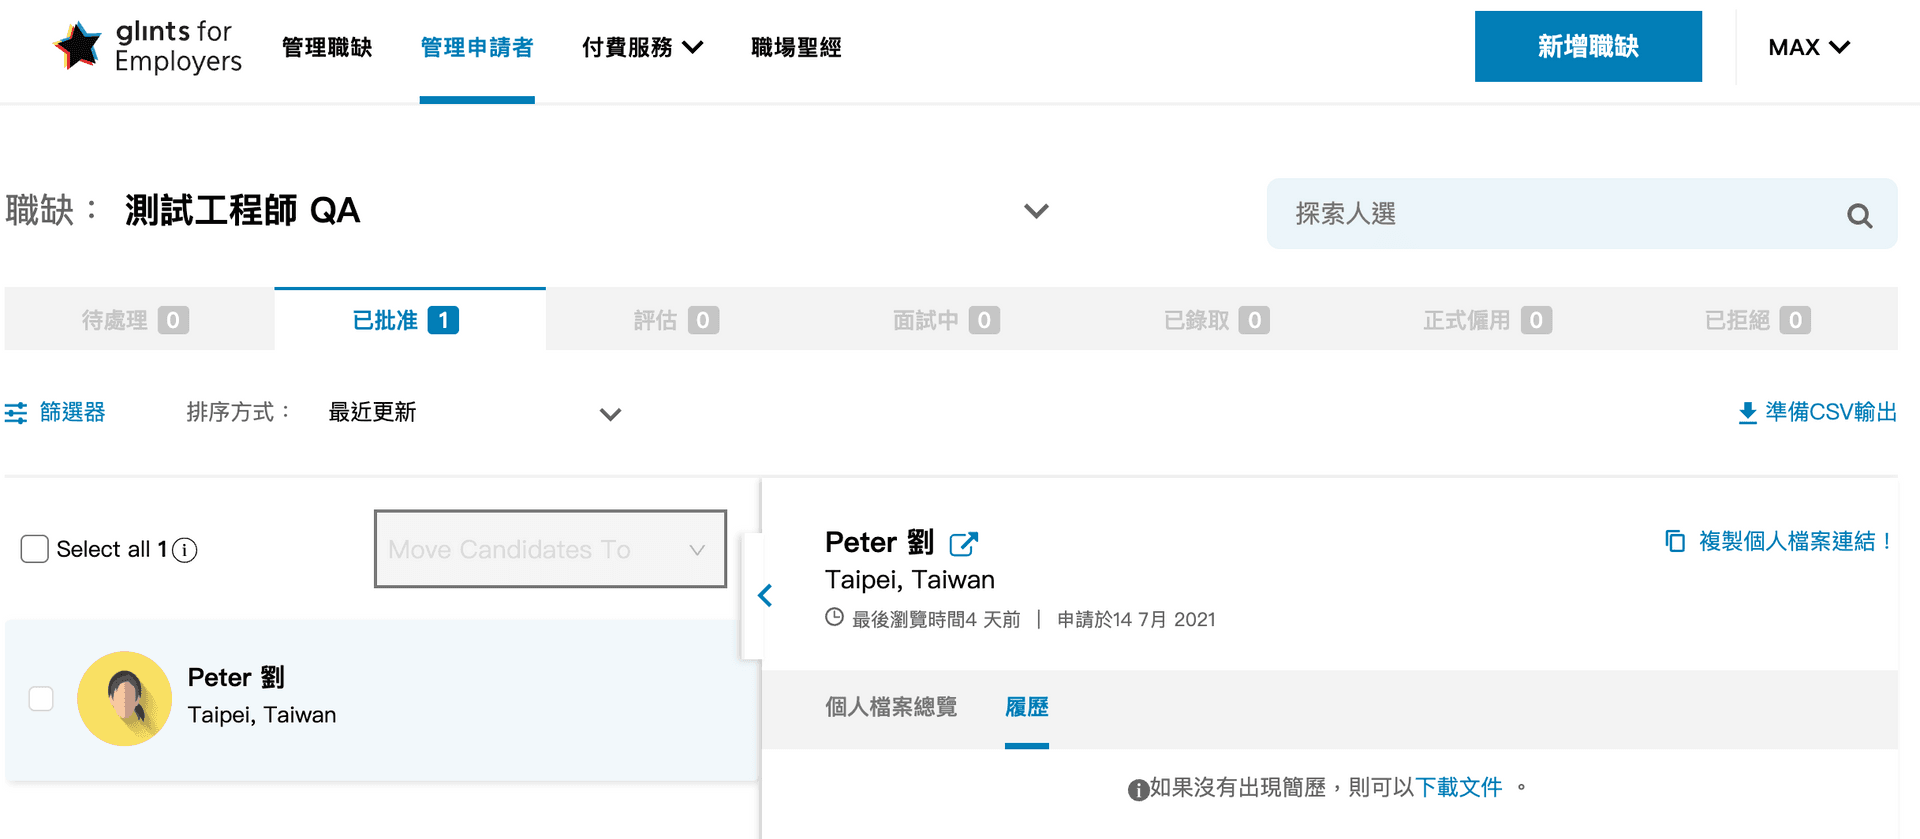 glints for
Employers
管理職缺 管理申請者 付費服務 職場聖經 新增職缺 MAX
職缺： 測試工程師 QA 探索人選
待處理 0 已批准 1 評估 0 面試中 0 已錄取 0 正式僱用 0 已拒絕 0
篩選器 排序方式： 最近更新 準備CSV輸出
Select all 1 Move Candidates To
Peter 劉
Taipei, Taiwan
Peter 劉 複製個人檔案連結！
Taipei, Taiwan
最後瀏覽時間4 天前 | 申請於14 7月 2021
個人檔案總覽 履歷
如果沒有出現簡歷，則可以下載文件 。